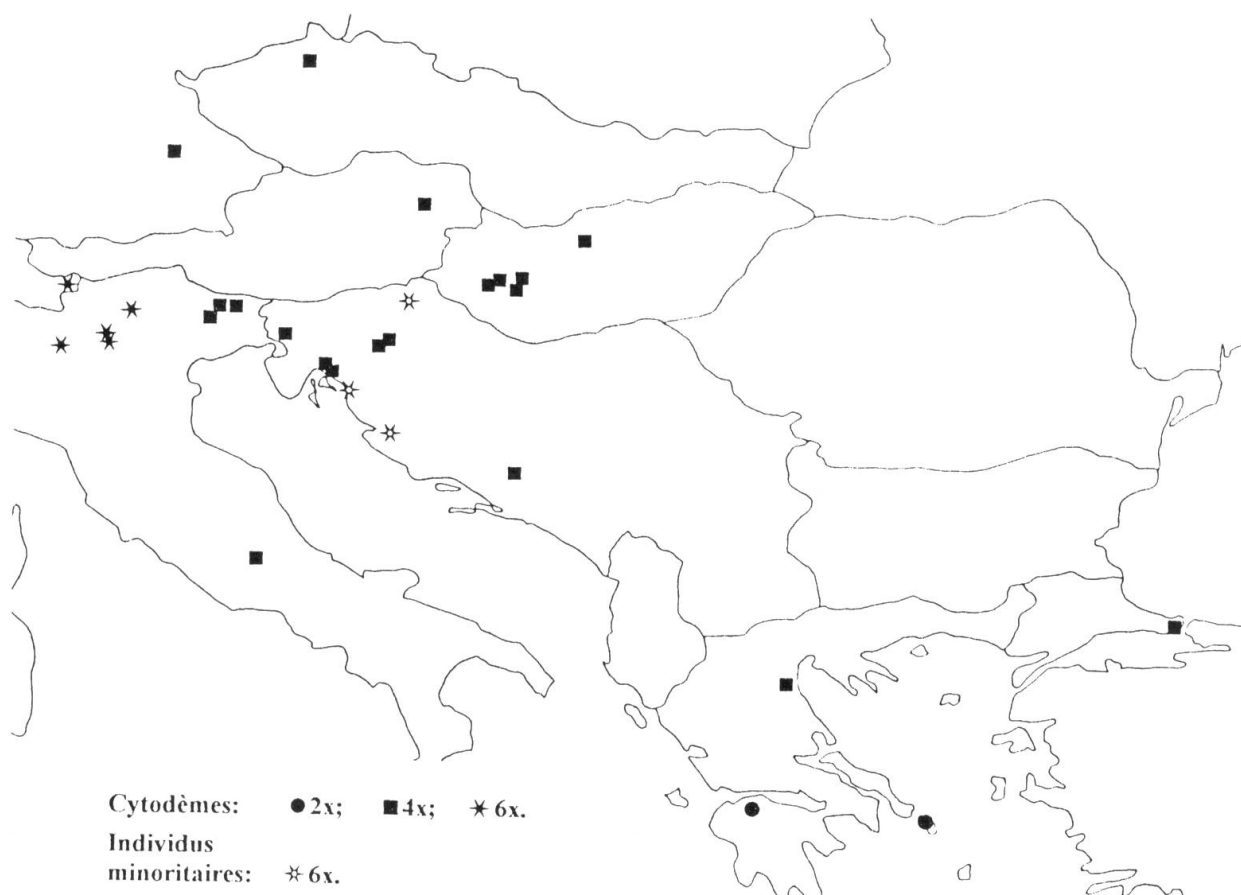 Cytodèmes: ●2x; ■4x; ✶6x.
Individus
minoritaires: ✲6x.